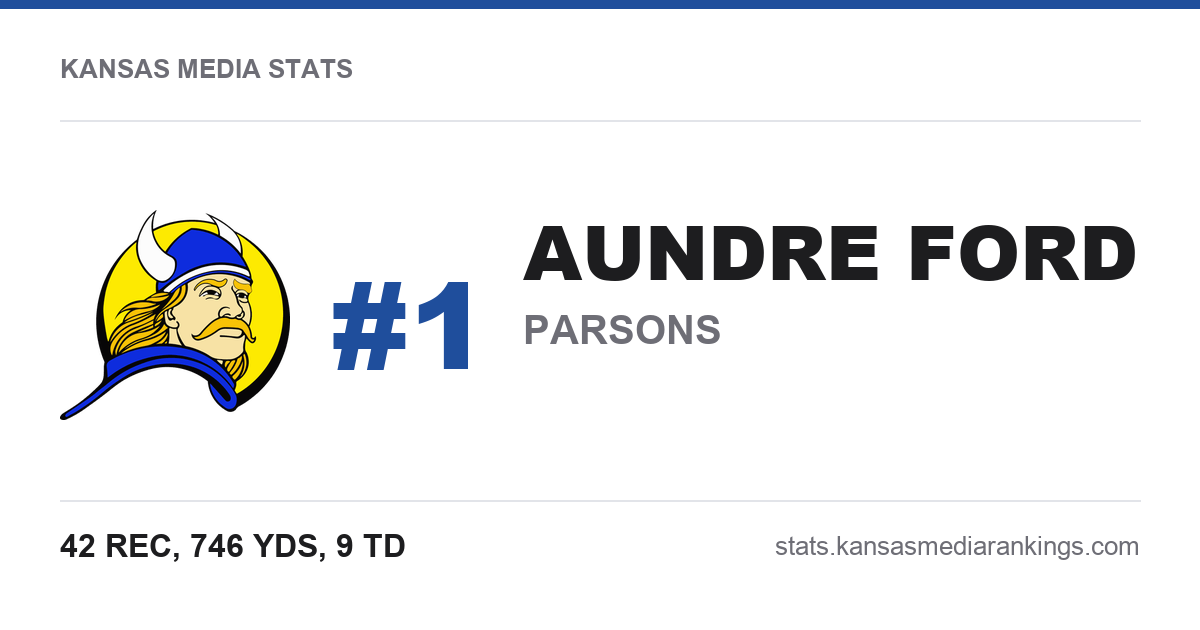 KANSAS MEDIA STATS
#1
AUNDRE FORD
PARSONS
42 REC, 746 YDS, 9 TD
stats.kansasmediarankings.com